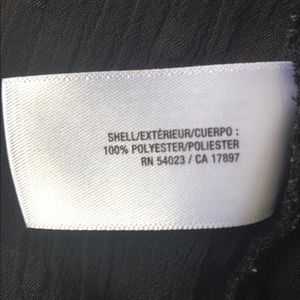 SHELL/EXTÉRIEUR/CUERPO :
100% POLYESTER/POLIESTER
RN 54023 / CA 17897